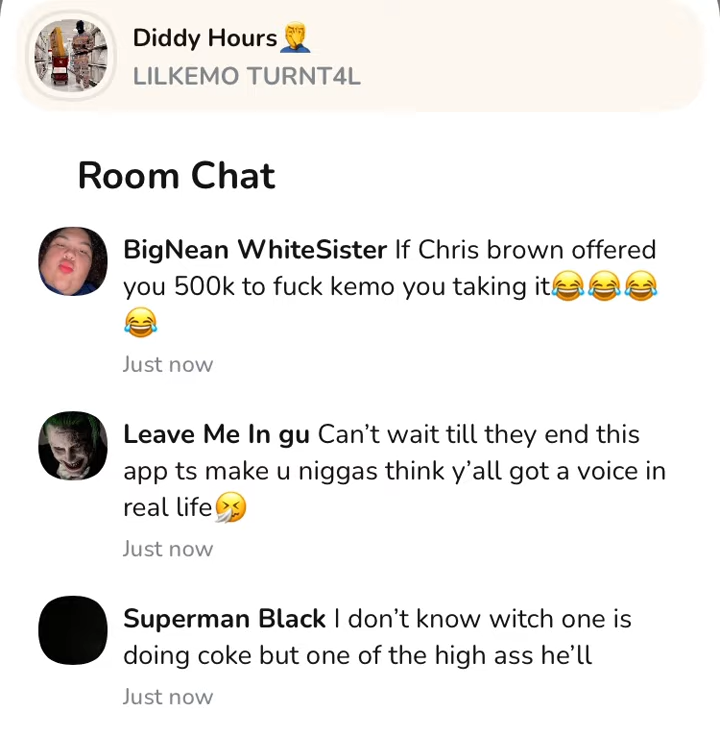 Diddy Hours🤦‍♂️
LILKEMO TURNT4L
Room Chat
BigNean WhiteSister If Chris brown offered
you 500k to fuck kemo you taking it😂😂😂
😂
Just now
Leave Me In gu Can’t wait till they end this
app ts make u niggas think y’all got a voice in
real life🤧
Just now
Superman Black I don’t know witch one is
doing coke but one of the high ass he’ll
Just now